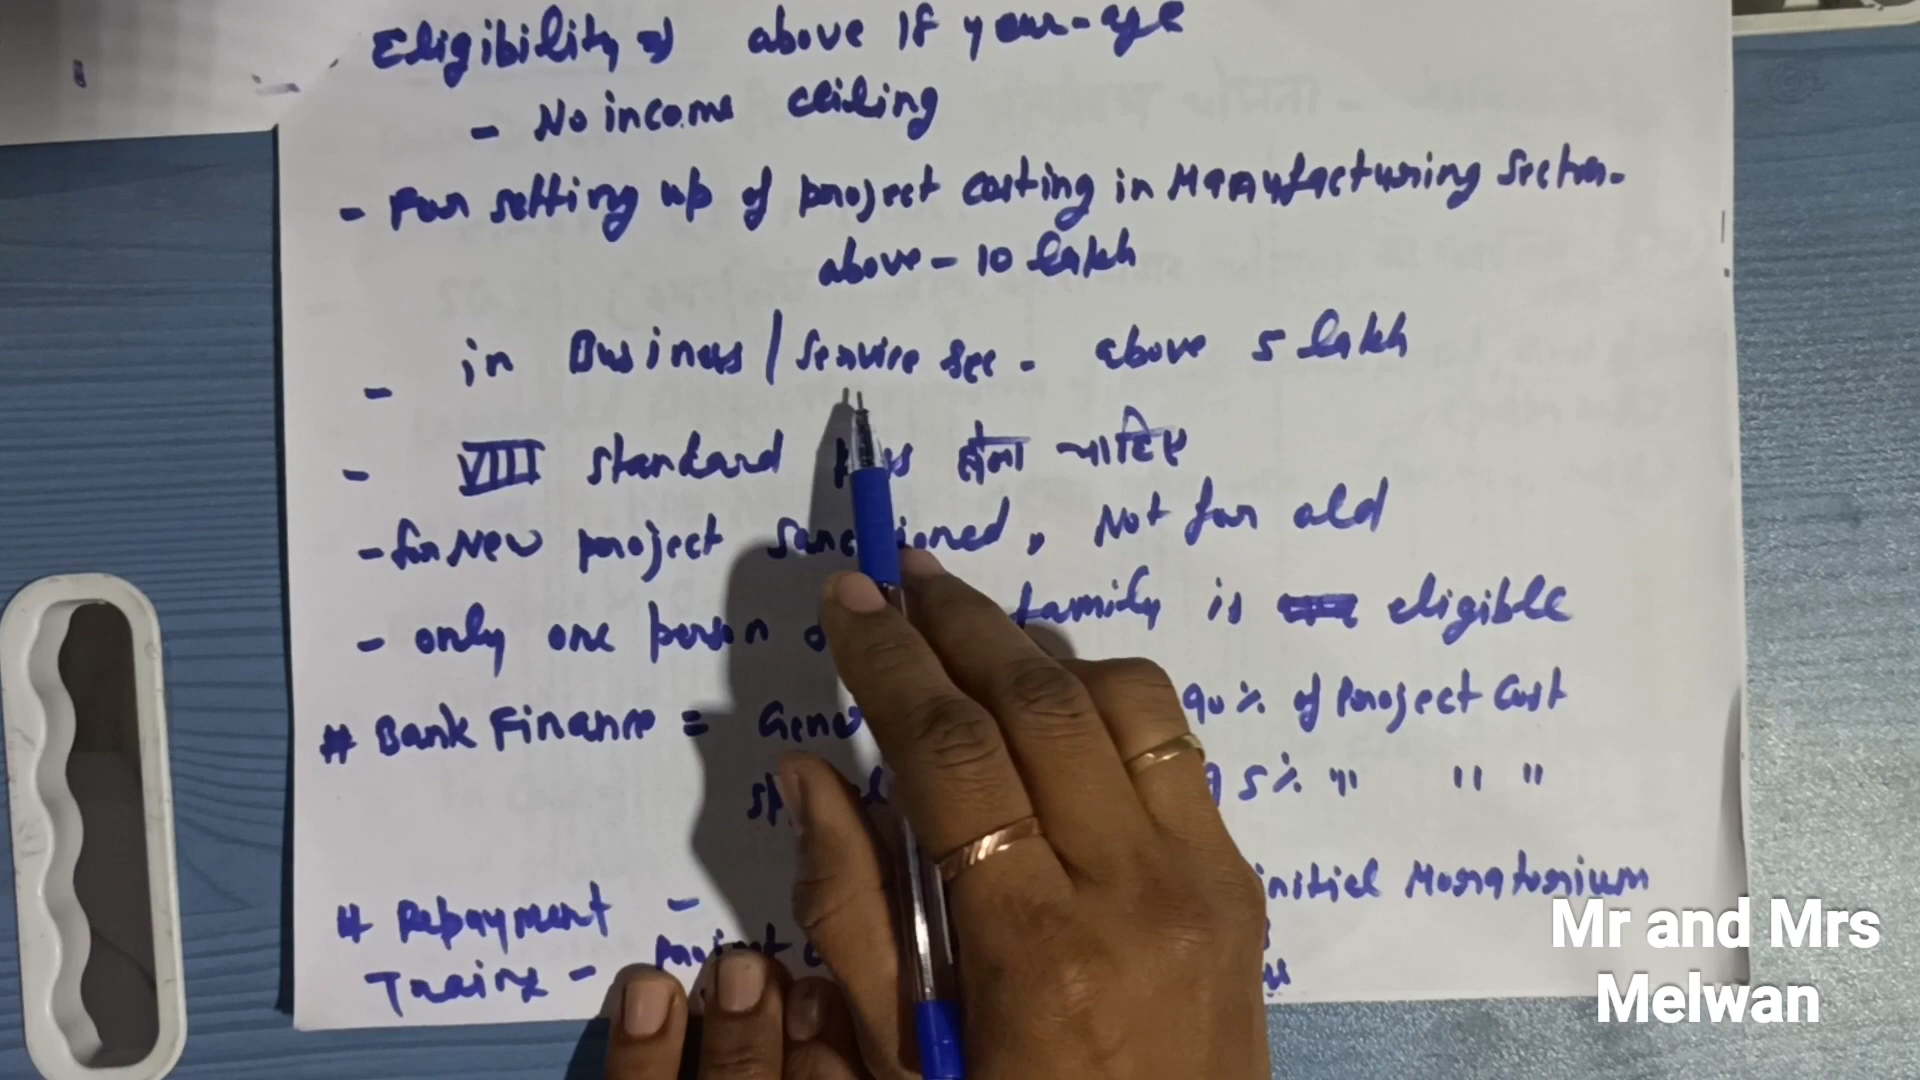 Eligibility ⇒ above 18 year-age
- No income ceiling
- For setting up of project costing in Manufacturing Sector.
above - 10 lakh
- in Business / Service Sec. above 5 lakh
- VIII standard होना चाहिए
- for New project sanctioned, Not for old
- only one person family is eligible
# Bank Finance = 90% of Project Cost
95% " " "
# Repayment - initial Moratorium
-
Mr and Mrs
Melwan